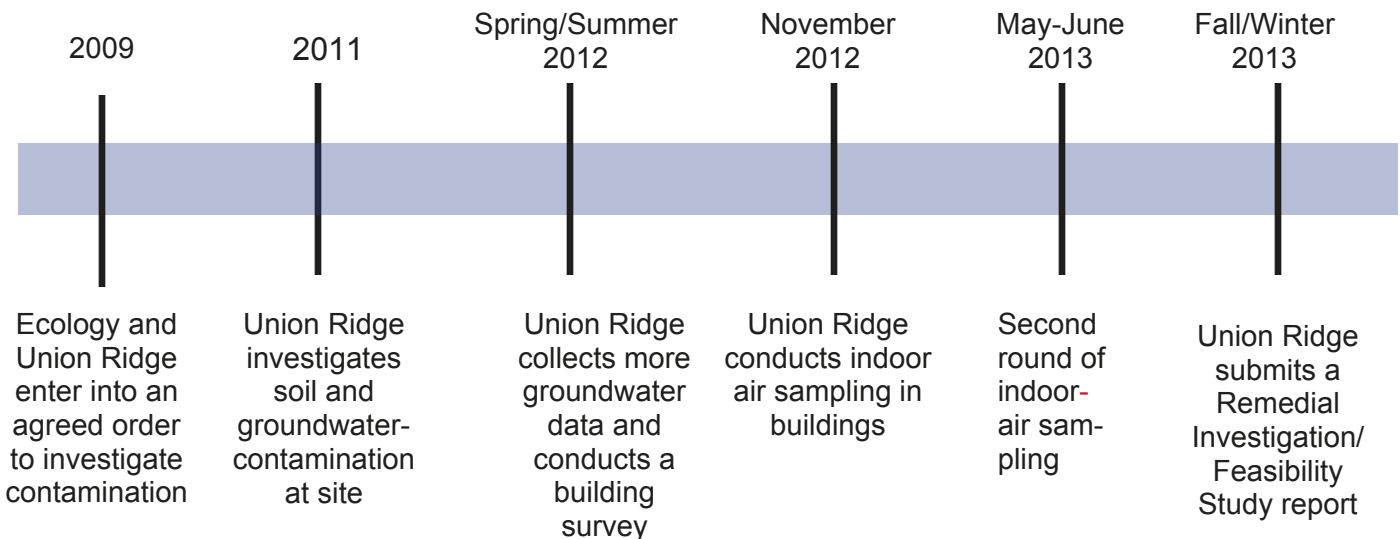 2009
Ecology and
Union Ridge
enter into an
agreed order
to investigate
contamination
2011
Union Ridge
investigates
soil and
groundwater-
contamination
at site
Spring/Summer
2012
Union Ridge
collects more
groundwater
data and
conducts a
building
survey
November
2012
Union Ridge
conducts indoor
air sampling in
buildings
May-June
2013
Second
round of
indoor-
air sam-
pling
Fall/Winter
2013
Union Ridge
submits a
Remedial
Investigation/
Feasibility
Study report